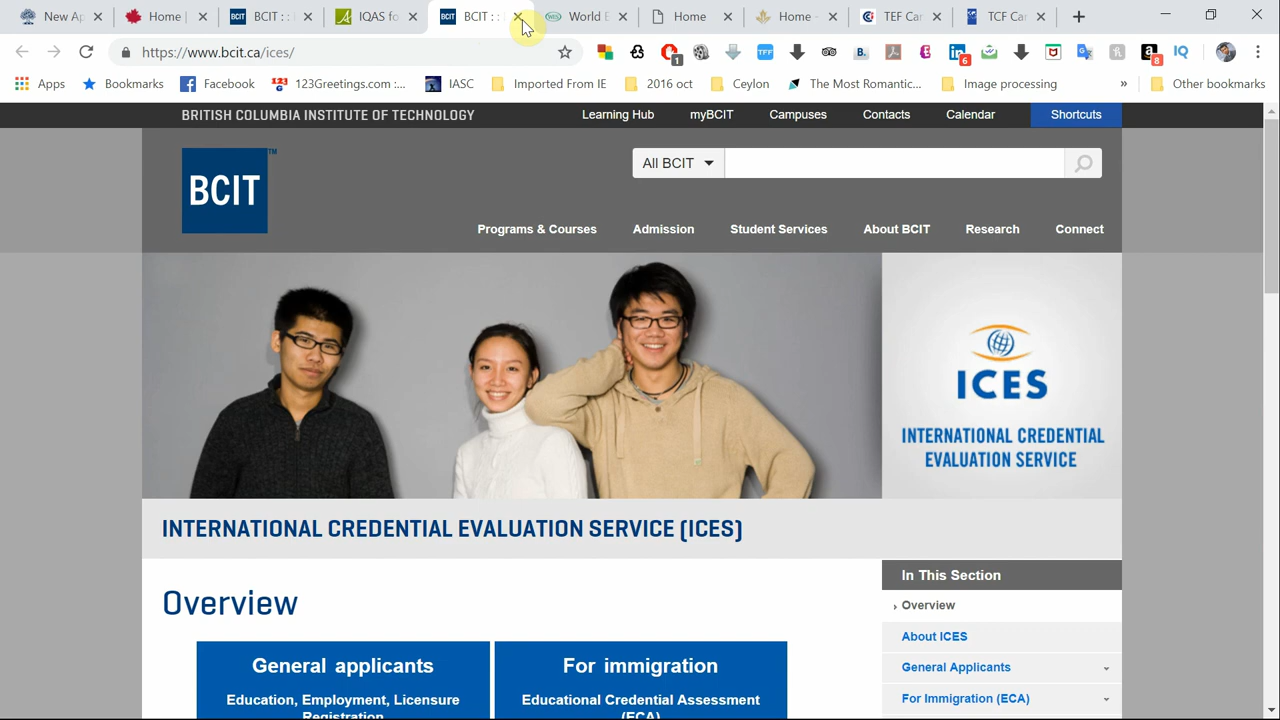 New Ap
Home |
BCIT : :
IQAS fo
BCIT : :
World E
Home
Home -
TEF Car
TCF Car
https://www.bcit.ca/ices/
Apps
Bookmarks
Facebook
123Greetings.com :...
IASC
Imported From IE
2016 oct
Ceylon
The Most Romantic...
Image processing
»
Other bookmarks
BRITISH COLUMBIA INSTITUTE OF TECHNOLOGY
Learning Hub
myBCIT
Campuses
Contacts
Calendar
Shortcuts
BCIT™
All BCIT
Programs & Courses
Admission
Student Services
About BCIT
Research
Connect
ICES
INTERNATIONAL CREDENTIAL
EVALUATION SERVICE
INTERNATIONAL CREDENTIAL EVALUATION SERVICE (ICES)
In This Section
Overview
Overview
About ICES
General Applicants
For Immigration (ECA)
General applicants
Education, Employment, Licensure
Registration
For immigration
Educational Credential Assessment
(ECA)